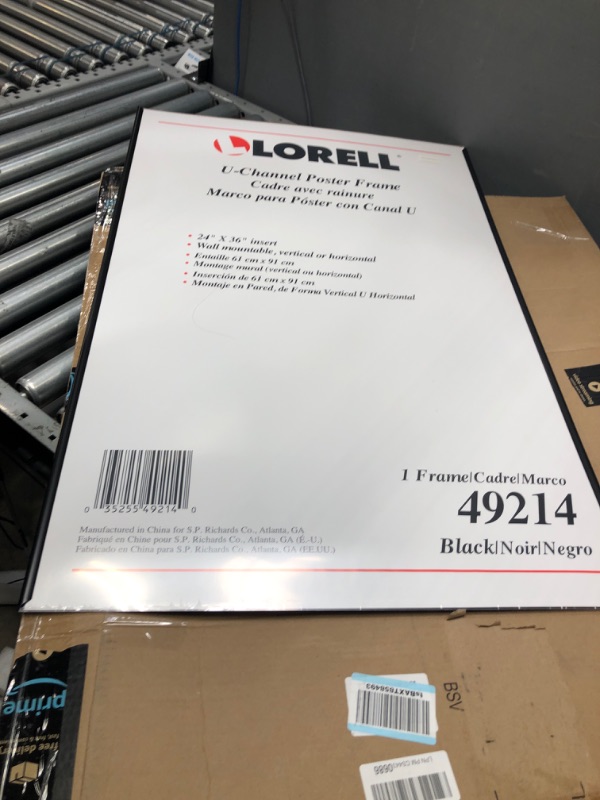 LORELL
U-Channel Poster Frame
Cadre avec rainure
Marco para Póster con Canal U
• 24" X 36" insert
• Wall mountable, vertical or horizontal
• Entaille 61 cm x 91 cm
• Montage mural (vertical ou horizontal)
• Inserción de 61 cm x 91 cm
• Montaje en Pared, de Forma Vertical U Horizontal
1 Frame|Cadre|Marco
49214
Black|Noir|Negro
0 35255 49214 0
Manufactured in China for S.P. Richards Co., Atlanta, GA
Fabriqué en Chine pour S.P. Richards Co., Atlanta, GA (É.-U.)
Fabricado en China para S.P. Richards Co., Atlanta, GA (EE.UU.)
prime
free delivery
BSV